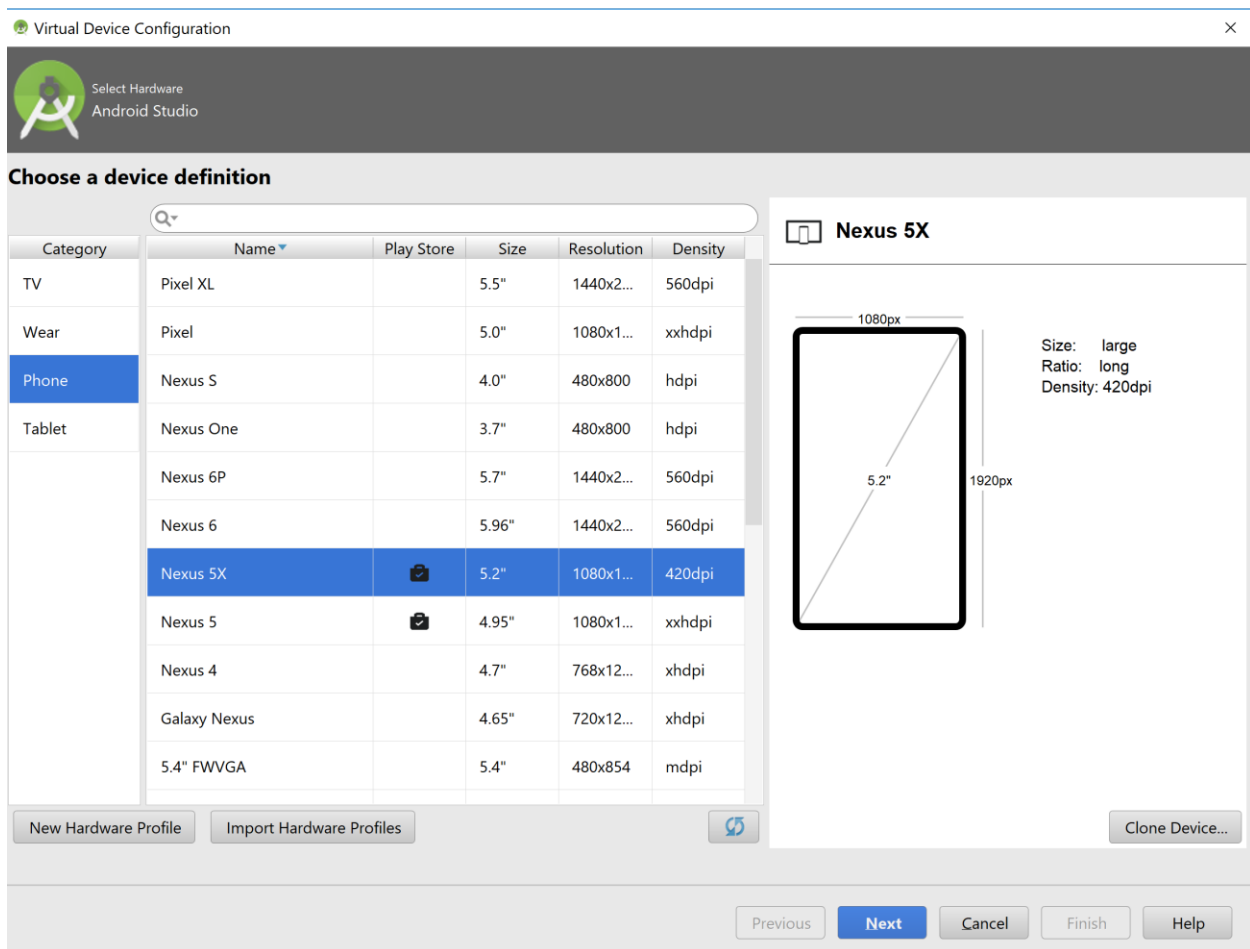 Virtual Device Configuration
Select Hardware
Android Studio
Choose a device definition
Category Name Play Store Size Resolution Density
TV
Wear
Phone
Tablet
Pixel XL 5.5" 1440x2... 560dpi
Pixel 5.0" 1080x1... xxhdpi
Nexus S 4.0" 480x800 hdpi
Nexus One 3.7" 480x800 hdpi
Nexus 6P 5.7" 1440x2... 560dpi
Nexus 6 5.96" 1440x2... 560dpi
Nexus 5X 5.2" 1080x1... 420dpi
Nexus 5 4.95" 1080x1... xxhdpi
Nexus 4 4.7" 768x12... xhdpi
Galaxy Nexus 4.65" 720x12... xhdpi
5.4" FWVGA 5.4" 480x854 mdpi
New Hardware Profile Import Hardware Profiles
Nexus 5X
1080px
5.2"
1920px
Size: large
Ratio: long
Density: 420dpi
Clone Device...
Previous Next Cancel Finish Help